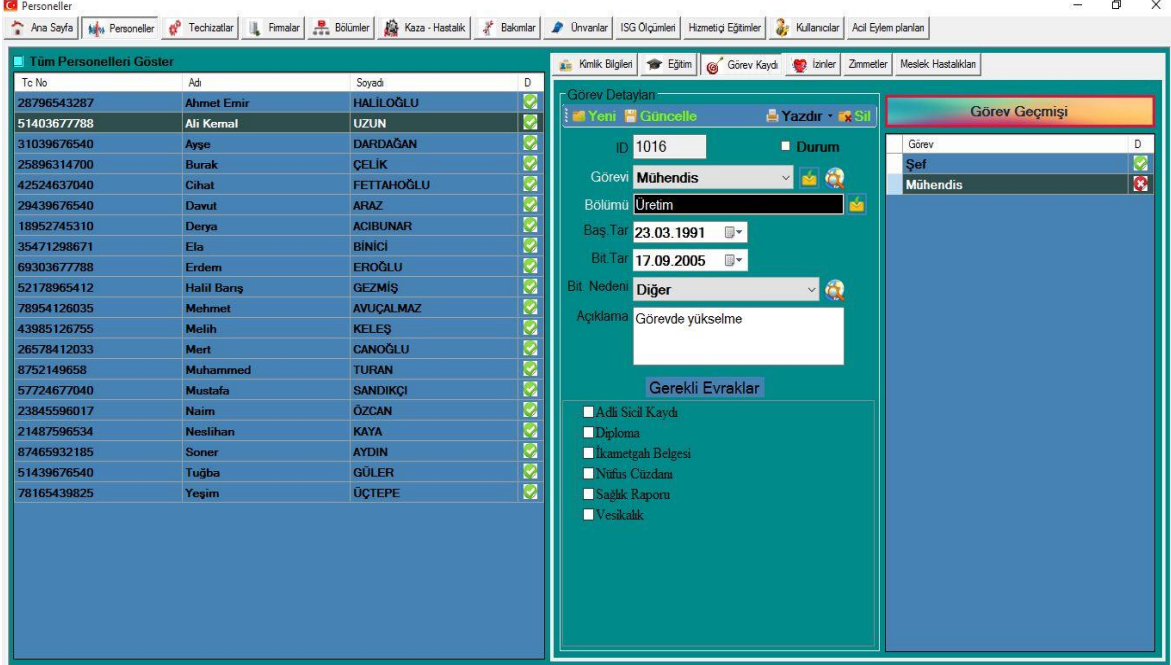 Personeller
Ana Sayfa Personeller Techizatlar Firmalar Bölümler Kaza - Hastalık Bakımlar Ünvanlar ISG Ölçümleri Hizmetiçi Eğitimler Kullanıcılar Acil Eylem planları
Tüm Personelleri Göster
Tc No Adı Soyadı D
28796543287 Ahmet Emir HALİLOĞLU
51403677788 Ali Kemal UZUN
31039676540 Ayşe DARDAĞAN
25896314700 Burak ÇELİK
42524637040 Cihat FETTAHOĞLU
29439676540 Davut ARAZ
18952745310 Derya ACIBUNAR
35471298671 Ela BİNİCİ
69303677788 Erdem EROĞLU
52178965412 Halil Barış GEZMİŞ
78954126035 Mehmet AVUÇALMAZ
43985126755 Melih KELEŞ
26578412033 Mert CANOĞLU
8752149658 Muhammed TURAN
57724677040 Mustafa SANDIKÇI
23845596017 Naim ÖZCAN
21487596534 Neslihan KAYA
87465932185 Soner AYDIN
51439676540 Tuğba GÜLER
78165439825 Yeşim ÜÇTEPE
Kimlik Bilgileri Eğitim Görev Kaydı İzinler Zimmetler Meslek Hastalıkları
Görev Detayları
Yeni Güncelle Yazdır Sil
ID 1016 Durum
Görevi Mühendis
Bölümü Üretim
Baş.Tar 23.03.1991
Bit.Tar 17.09.2005
Bit. Nedeni Diğer
Açıklama Görevde yükselme
Gerekli Evraklar
Adli Sicil Kaydı
Diploma
İkametgah Belgesi
Nüfus Cüzdanı
Sağlık Raporu
Vesikalık
Görev Geçmişi
Görev D
Şef
Mühendis